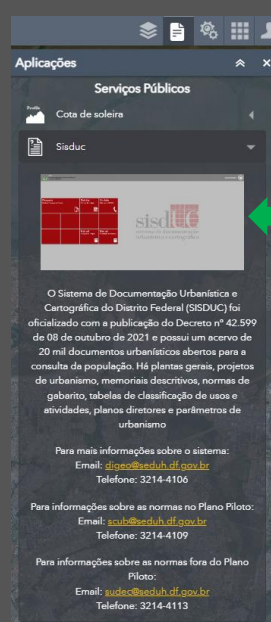 Aplicações
Serviços Públicos
Cota de soleira
Sisduc
sisduc
sistema de documentação
urbanística e cartográfica
O Sistema de Documentação Urbanística e
Cartográfica do Distrito Federal (SISDUC) foi
oficializado com a publicação do Decreto nº 42.599
de 08 de outubro de 2021 e possui um acervo de
20 mil documentos urbanísticos abertos para a
consulta da população. Há plantas gerais, projetos
de urbanismo, memoriais descritivos, normas de
gabarito, tabelas de classificação de usos e
atividades, planos diretores e parâmetros de
urbanismo
Para mais informações sobre o sistema:
Email: digeo@seduh.df.gov.br
Telefone: 3214-4106
Para informações sobre as normas no Plano Piloto:
Email: scub@seduh.df.gov.br
Telefone: 3214-4109
Para informações sobre as normas fora do Plano
Piloto:
Email: sudec@seduh.df.gov.br
Telefone: 3214-4113